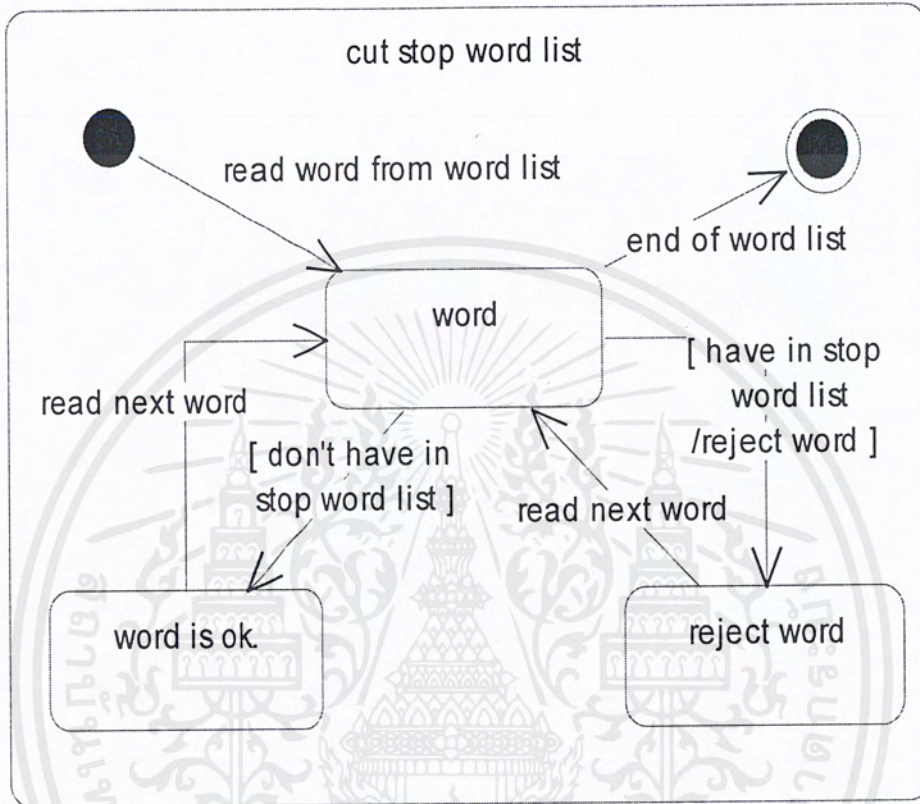 cut stop word list
read word from word list
end of word list
word
[ have in stop
word list
/reject word ]
read next word
[ don't have in
stop word list ]
read next word
word is ok.
reject word